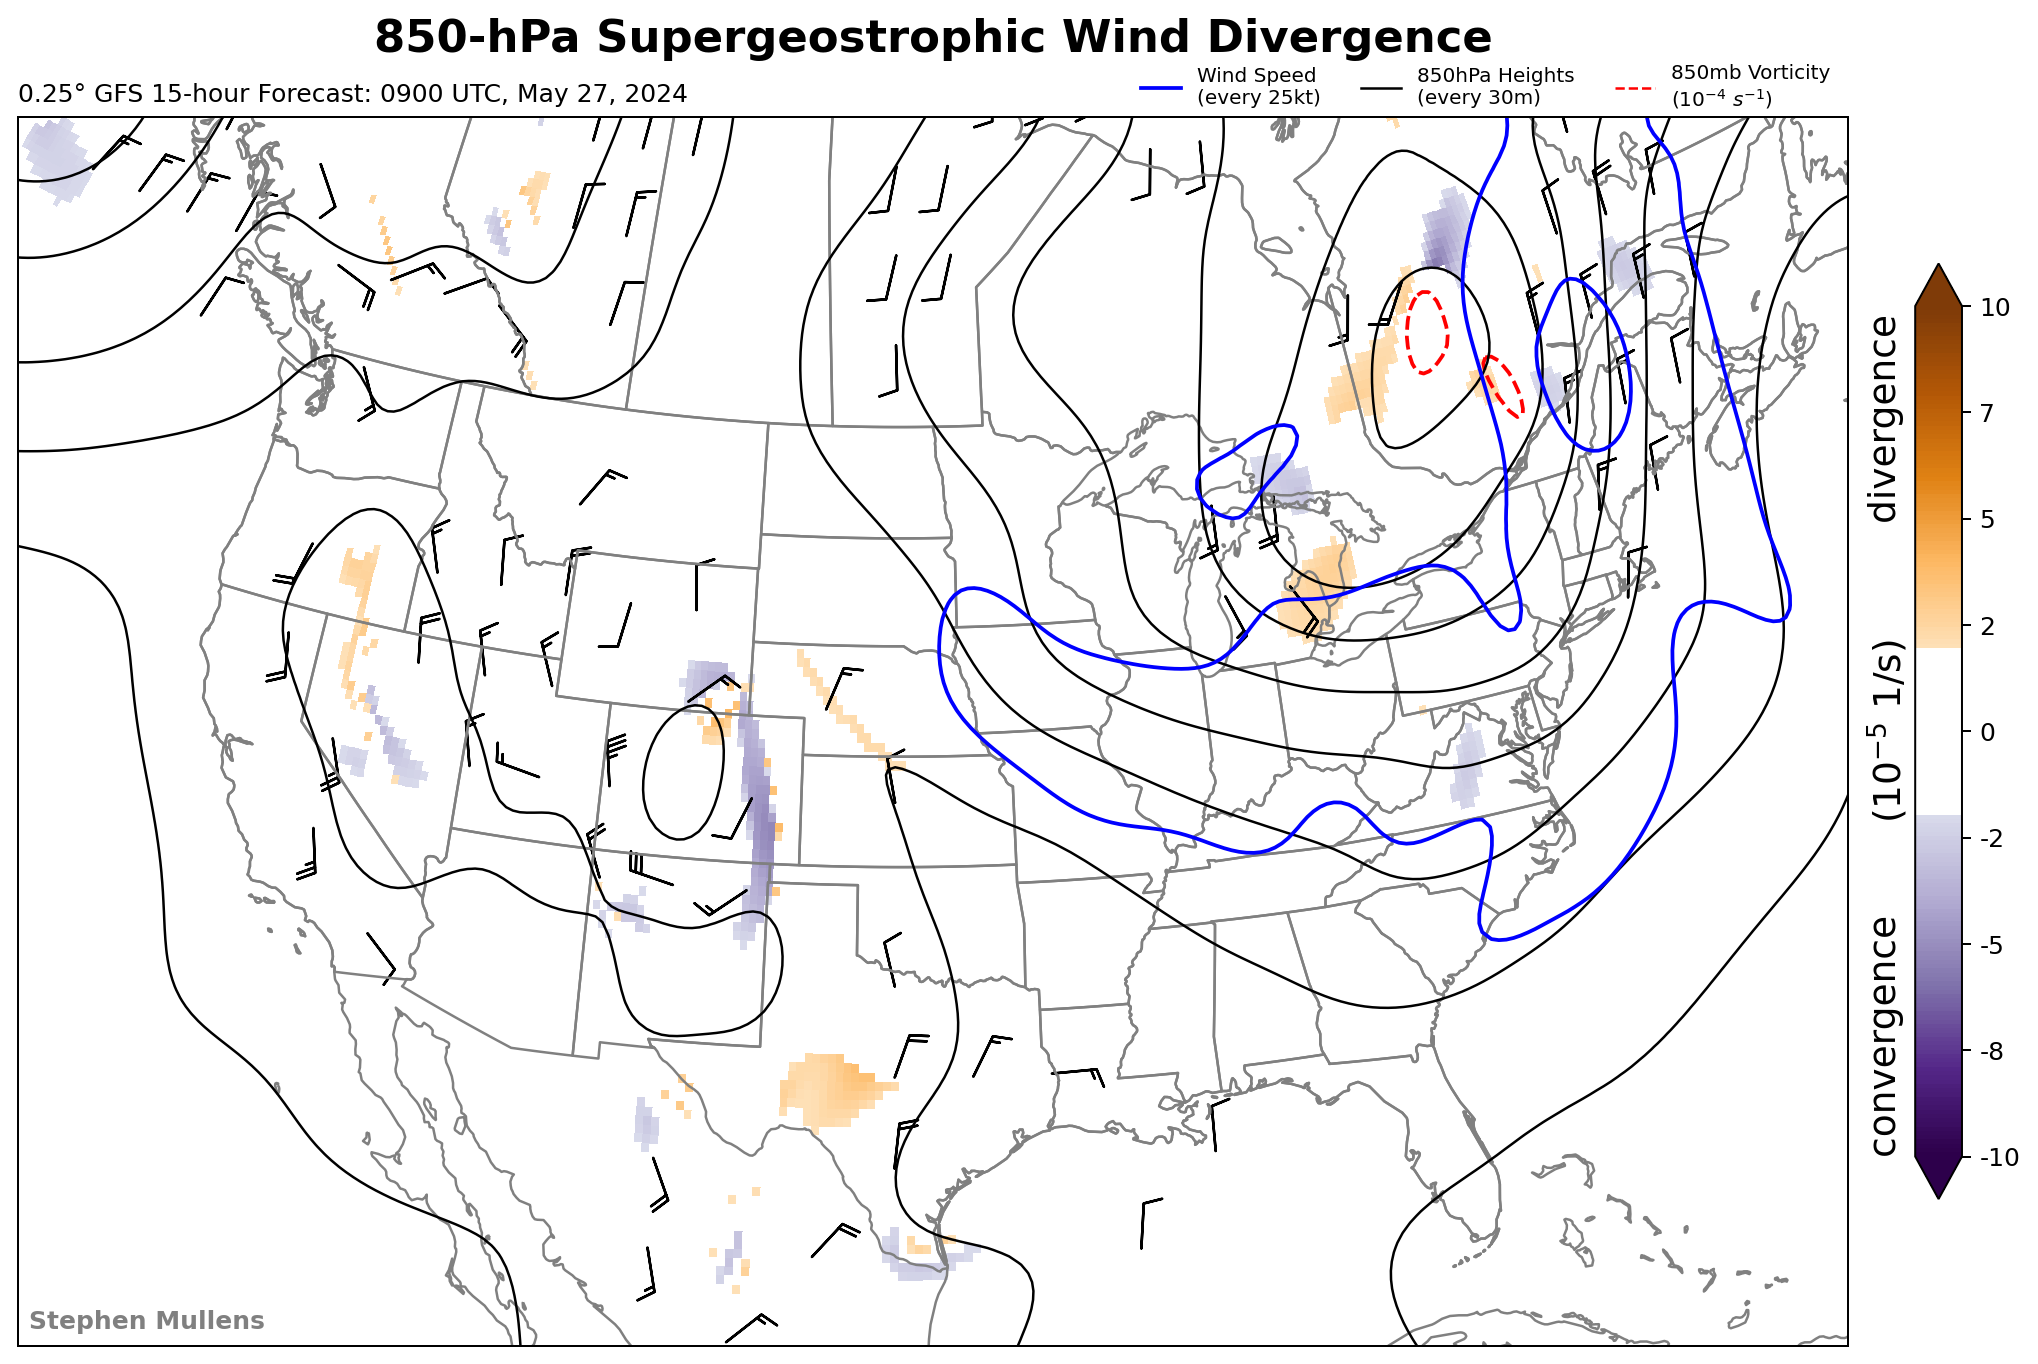 850-hPa Supergeostrophic Wind Divergence
0.25° GFS 15-hour Forecast: 0900 UTC, May 27, 2024
Wind Speed
(every 25kt)
850hPa Heights
(every 30m)
850mb Vorticity
(10⁻⁴ s⁻¹)
10
7
5
2
0
-2
-5
-8
-10
convergence (10⁻⁵ 1/s) divergence
Stephen Mullens